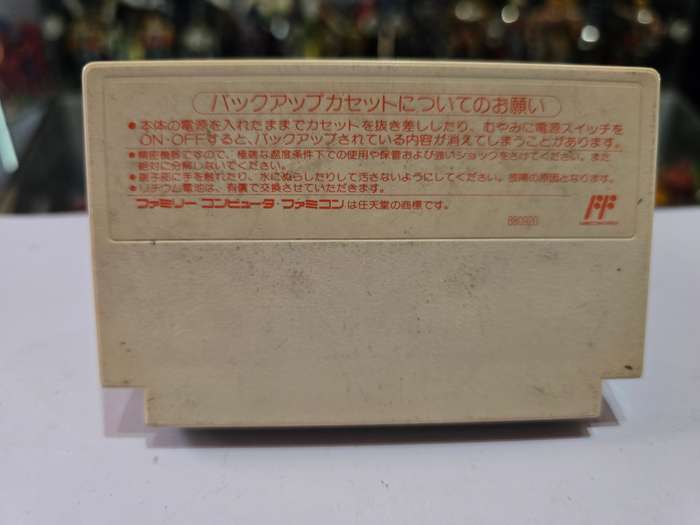 バックアップカセットについてのお願い
●本体の電源を入れたままでカセットを抜き差ししたり、むやみに電源スイッチを
ON・OFFすると、バックアップされている内容が消えてしまうことがあります。
●精密機器ですので、極端な温度条件下での使用や保管および強いショックをさけてください。また
絶対に分解しないでください。
●端子部に手を触れたり、水にぬらしたりして汚さないようにしてください。故障の原因となります。
●リチウム電池は、有償で交換させていただきます。
ファミリーコンピュータ・ファミコンは任天堂の商標です。
880920